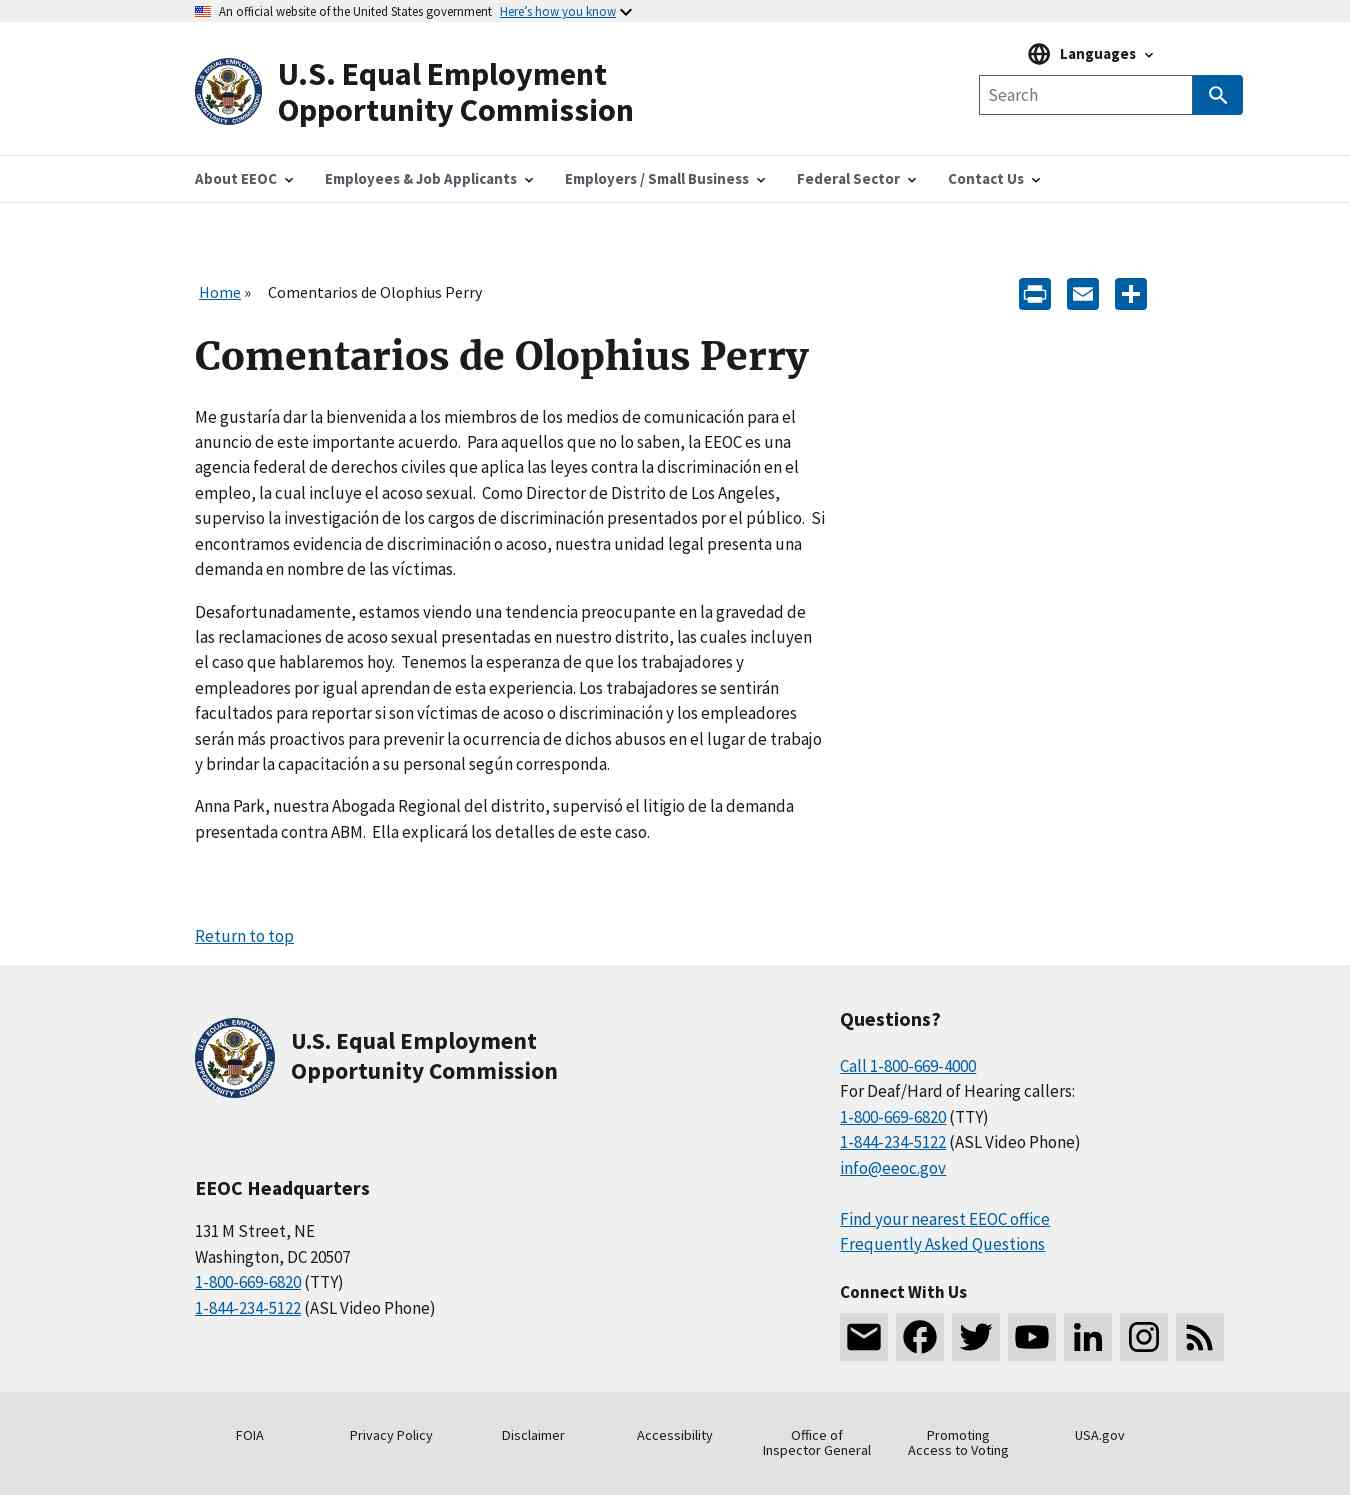 An official website of the United States government Here's how you know
U.S. Equal Employment
Opportunity Commission
Languages
Search
About EEOC
Employees & Job Applicants
Employers / Small Business
Federal Sector
Contact Us
Home » Comentarios de Olophius Perry
Comentarios de Olophius Perry
Me gustaría dar la bienvenida a los miembros de los medios de comunicación para el
anuncio de este importante acuerdo.  Para aquellos que no lo saben, la EEOC es una
agencia federal de derechos civiles que aplica las leyes contra la discriminación en el
empleo, la cual incluye el acoso sexual.  Como Director de Distrito de Los Angeles,
superviso la investigación de los cargos de discriminación presentados por el público.  Si
encontramos evidencia de discriminación o acoso, nuestra unidad legal presenta una
demanda en nombre de las víctimas.
Desafortunadamente, estamos viendo una tendencia preocupante en la gravedad de
las reclamaciones de acoso sexual presentadas en nuestro distrito, las cuales incluyen
el caso que hablaremos hoy.  Tenemos la esperanza de que los trabajadores y
empleadores por igual aprendan de esta experiencia. Los trabajadores se sentirán
facultados para reportar si son víctimas de acoso o discriminación y los empleadores
serán más proactivos para prevenir la ocurrencia de dichos abusos en el lugar de trabajo
y brindar la capacitación a su personal según corresponda.
Anna Park, nuestra Abogada Regional del distrito, supervisó el litigio de la demanda
presentada contra ABM.  Ella explicará los detalles de este caso.
Return to top
U.S. EQUAL EMPLOYMENT OPPORTUNITY COMMISSION
U.S. Equal Employment
Opportunity Commission
EEOC Headquarters
131 M Street, NE
Washington, DC 20507
1-800-669-6820 (TTY)
1-844-234-5122 (ASL Video Phone)
Questions?
Call 1-800-669-4000
For Deaf/Hard of Hearing callers:
1-800-669-6820 (TTY)
1-844-234-5122 (ASL Video Phone)
info@eeoc.gov
Find your nearest EEOC office
Frequently Asked Questions
Connect With Us
FOIA
Privacy Policy
Disclaimer
Accessibility
Office of
Inspector General
Promoting
Access to Voting
USA.gov